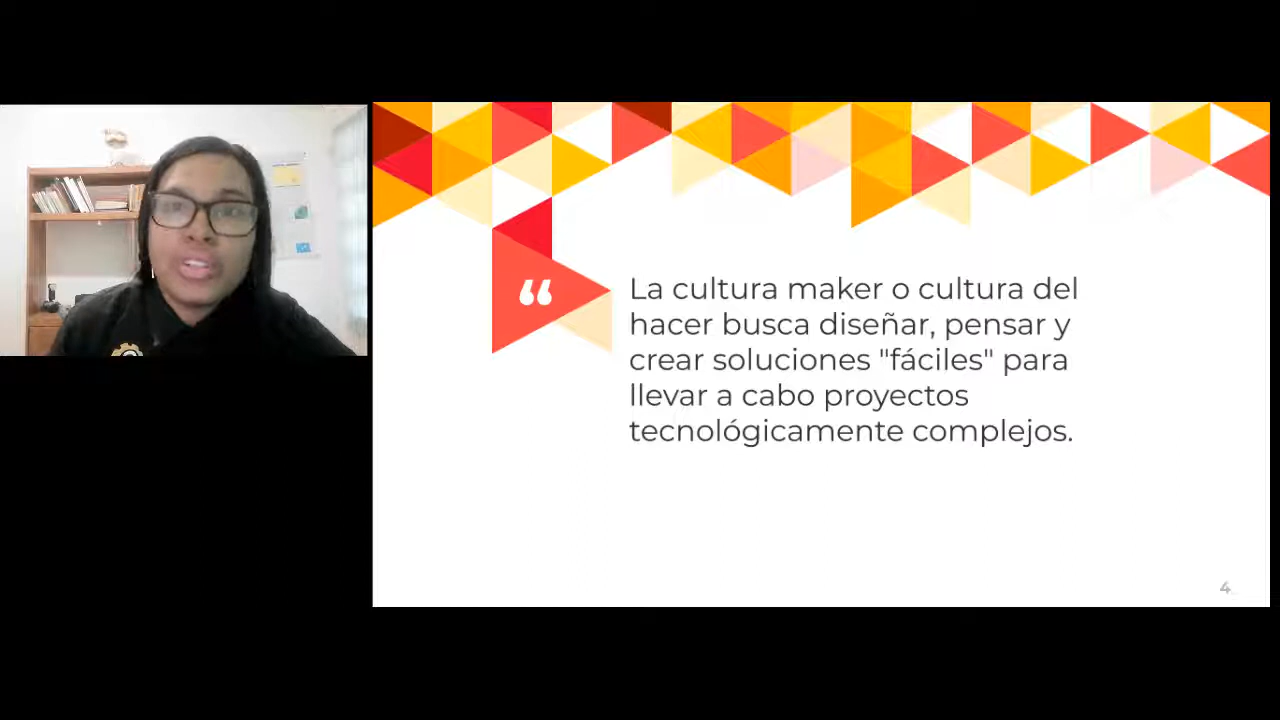 “
La cultura maker o cultura del
hacer busca diseñar, pensar y
crear soluciones "fáciles" para
llevar a cabo proyectos
tecnológicamente complejos.
4